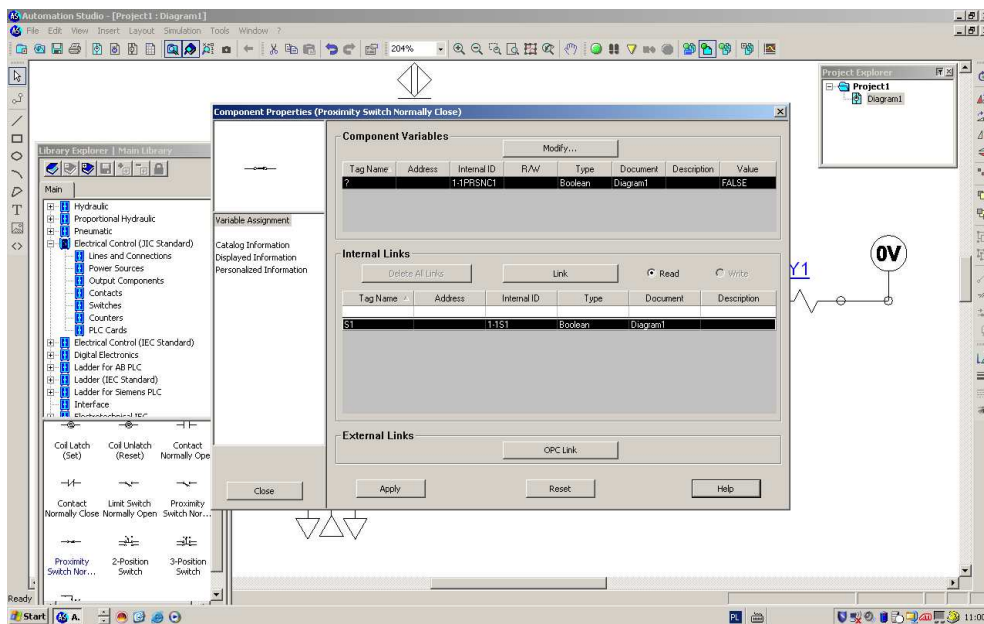 Automation Studio - [Project1 : Diagram1]
File Edit View Insert Layout Simulation Tools Window ?
204%
Component Properties (Proximity Switch Normally Close)
Variable Assignment
Catalog Information
Displayed Information
Personalized Information
Close
Component Variables
Modify...
Tag Name Address Internal ID R/W Type Document Description Value
? 1-1PRSNC1 Boolean Diagram1 FALSE
Internal Links
Delete All Links Link Read Write
Tag Name Address Internal ID Type Document Description
S1 1-1S1 Boolean Diagram1
External Links
OPC Link
Apply Reset Help
Library Explorer | Main Library
Main
Hydraulic
Proportional Hydraulic
Pneumatic
Electrical Control (JIC Standard)
Lines and Connections
Power Sources
Output Components
Contacts
Switches
Counters
PLC Cards
Electrical Control (IEC Standard)
Digital Electronics
Ladder for AB PLC
Ladder (IEC Standard)
Ladder for Siemens PLC
Interface
Coil Latch (Set)
Coil Unlatch (Reset)
Contact Normally Ope
Contact Normally Close
Limit Switch Normally Open
Proximity Switch Nor...
Proximity Switch Nor...
2-Position Switch
3-Position Switch
Project Explorer
Project1
Diagram1
Y1
0V
Ready
Start A. PL 11:00